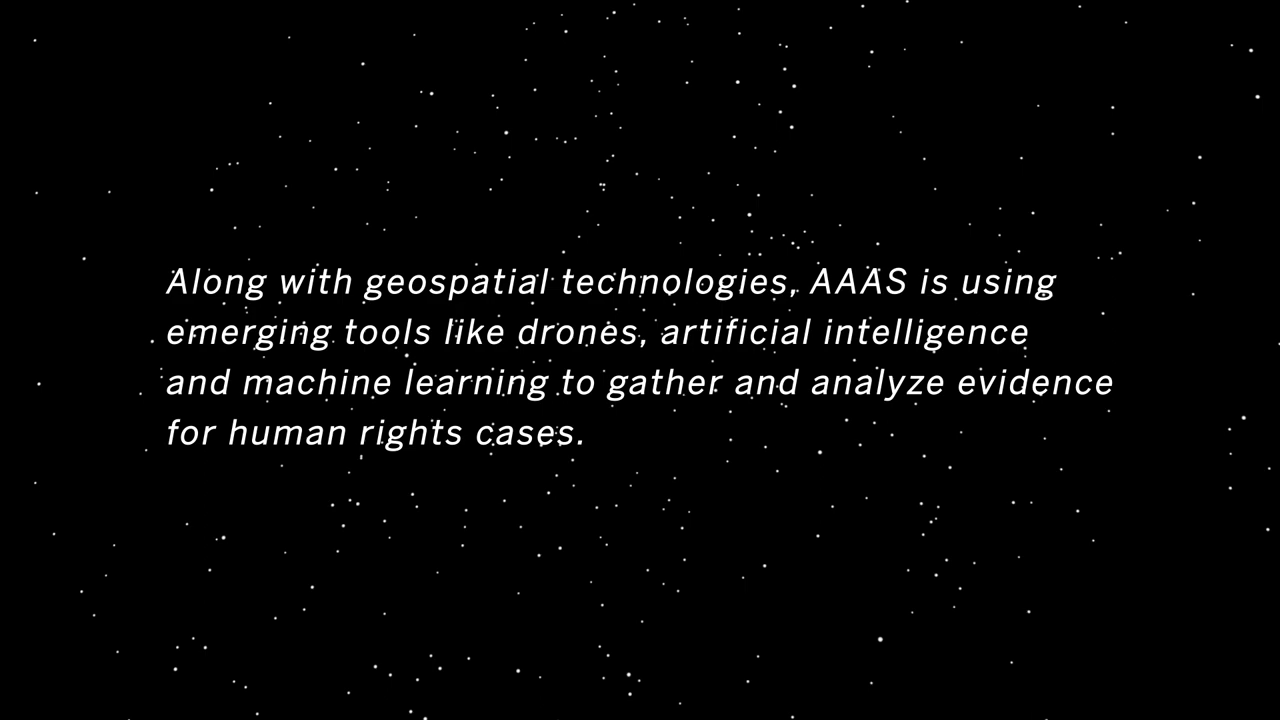 Along with geospatial technologies, AAAS is using
emerging tools like drones, artificial intelligence
and machine learning to gather and analyze evidence
for human rights cases.